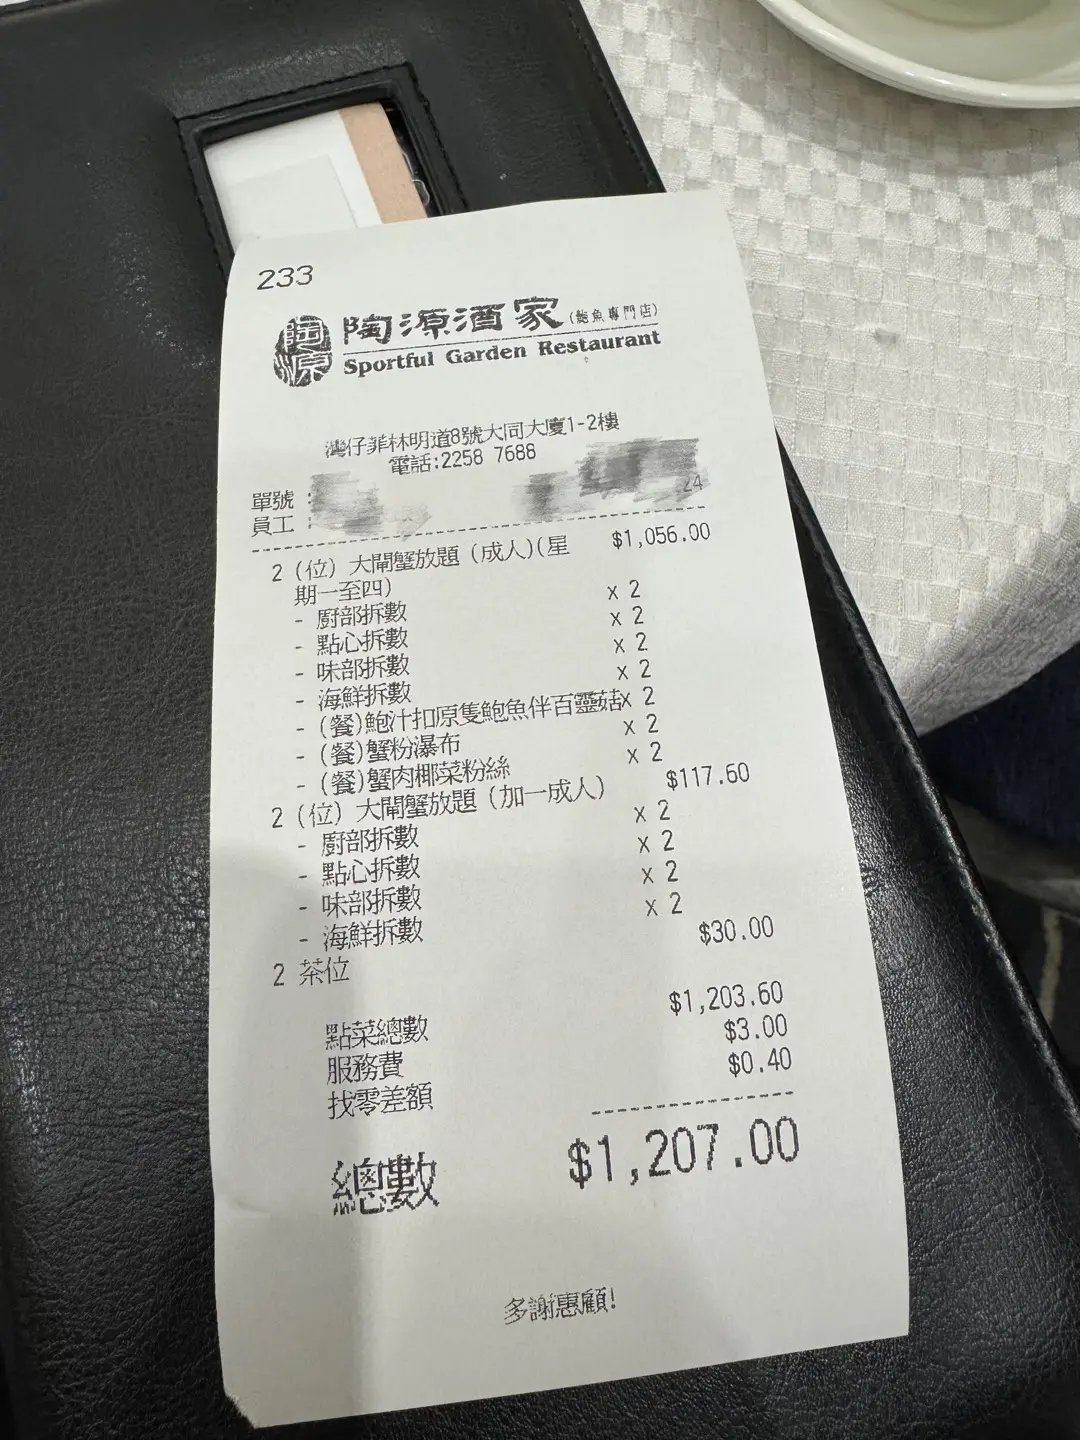 233
陶源
陶源酒家(鮑魚專門店)
Sportful Garden Restaurant
灣仔菲林明道8號大同大廈1-2樓
電話:2258 7688
單號 :
員工 : 24
2 (位) 大閘蟹放題 (成人)(星 $1,056.00
期一至四)
- 廚部拆數 x 2
- 點心拆數 x 2
- 味部拆數 x 2
- 海鮮拆數 x 2
- (餐)鮑汁扣原隻鮑魚伴百靈菇x 2
- (餐)蟹粉瀑布 x 2
- (餐)蟹肉椰菜粉絲 x 2
2 (位) 大閘蟹放題 (加一成人) $117.60
- 廚部拆數 x 2
- 點心拆數 x 2
- 味部拆數 x 2
- 海鮮拆數 x 2
2 茶位 $30.00
點菜總數 $1,203.60
服務費 $3.00
找零差額 $0.40
總數 $1,207.00
多謝惠顧!